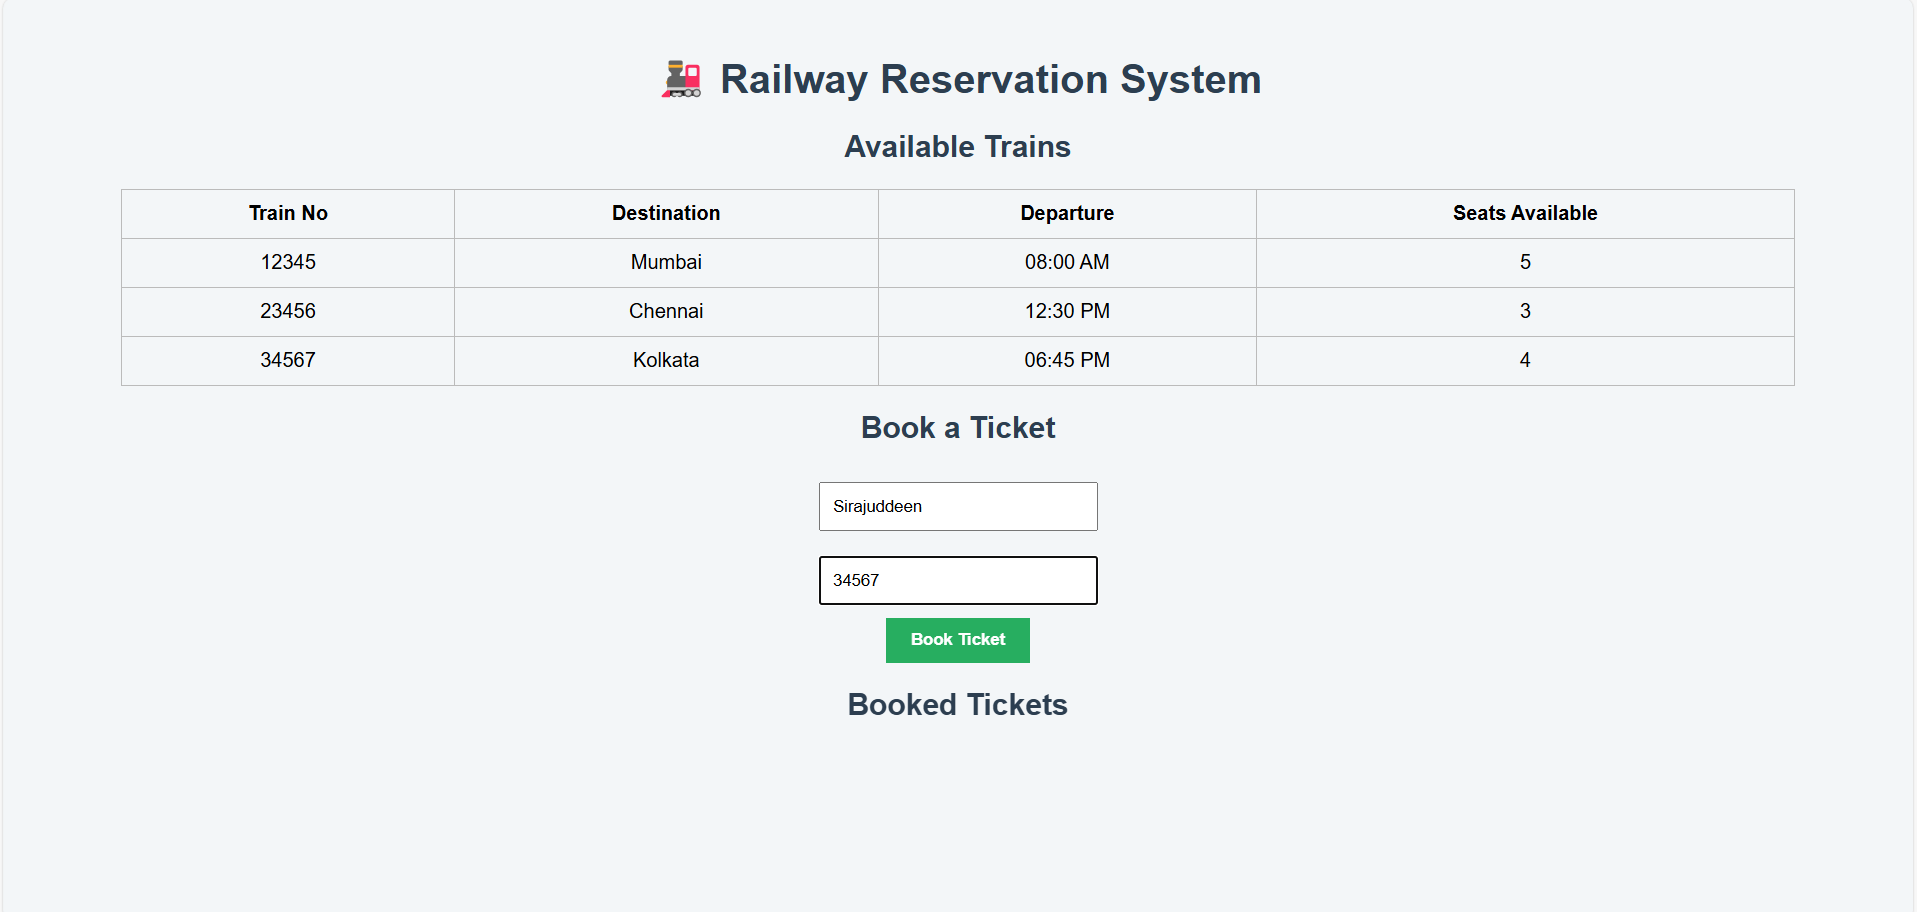 Railway Reservation System
Available Trains
Train No Destination Departure Seats Available
12345 Mumbai 08:00 AM 5
23456 Chennai 12:30 PM 3
34567 Kolkata 06:45 PM 4
Book a Ticket
Sirajuddeen
34567
Book Ticket
Booked Tickets